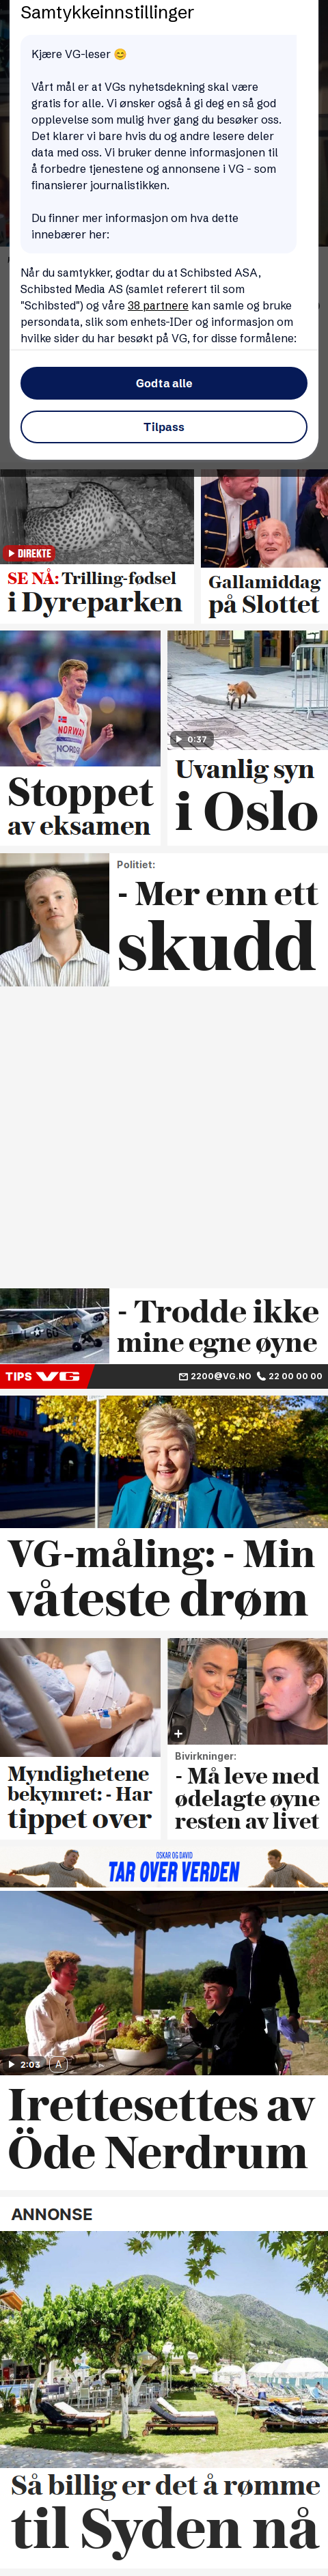 Samtykkeinnstillinger
Kjære VG-leser 😊
Vårt mål er at VGs nyhetsdekning skal være
gratis for alle. Vi ønsker også å gi deg en så god
opplevelse som mulig hver gang du besøker oss.
Det klarer vi bare hvis du og andre lesere deler
data med oss. Vi bruker denne informasjonen til
å forbedre tjenestene og annonsene i VG - som
finansierer journalistikken.
Du finner mer informasjon om hva dette
innebærer her:
Når du samtykker, godtar du at Schibsted ASA,
Schibsted Media AS (samlet referert til som
"Schibsted") og våre 38 partnere kan samle og bruke
persondata, slik som enhets-IDer og informasjon om
hvilke sider du har besøkt på VG, for disse formålene:
Godta alle
Tilpass
DIREKTE
SE NÅ: Trilling-fødsel
i Dyreparken
Gallamiddag
på Slottet
NORWAY
Stoppet
av eksamen
0:37
Uvanlig syn
i Oslo
Politiet:
- Mer enn ett
skudd
- Trodde ikke
mine egne øyne
TIPS VG 2200@VG.NO 22 00 00 00
VG-måling: - Min
våteste drøm
Myndighetene
bekymret: - Har
tippet over
Bivirkninger:
- Må leve med
ødelagte øyne
resten av livet
OSKAR OG DAVID
TAR OVER VERDEN
2:03 A
Irettesettes av
Öde Nerdrum
ANNONSE
Så billig er det å rømme
til Syden nå